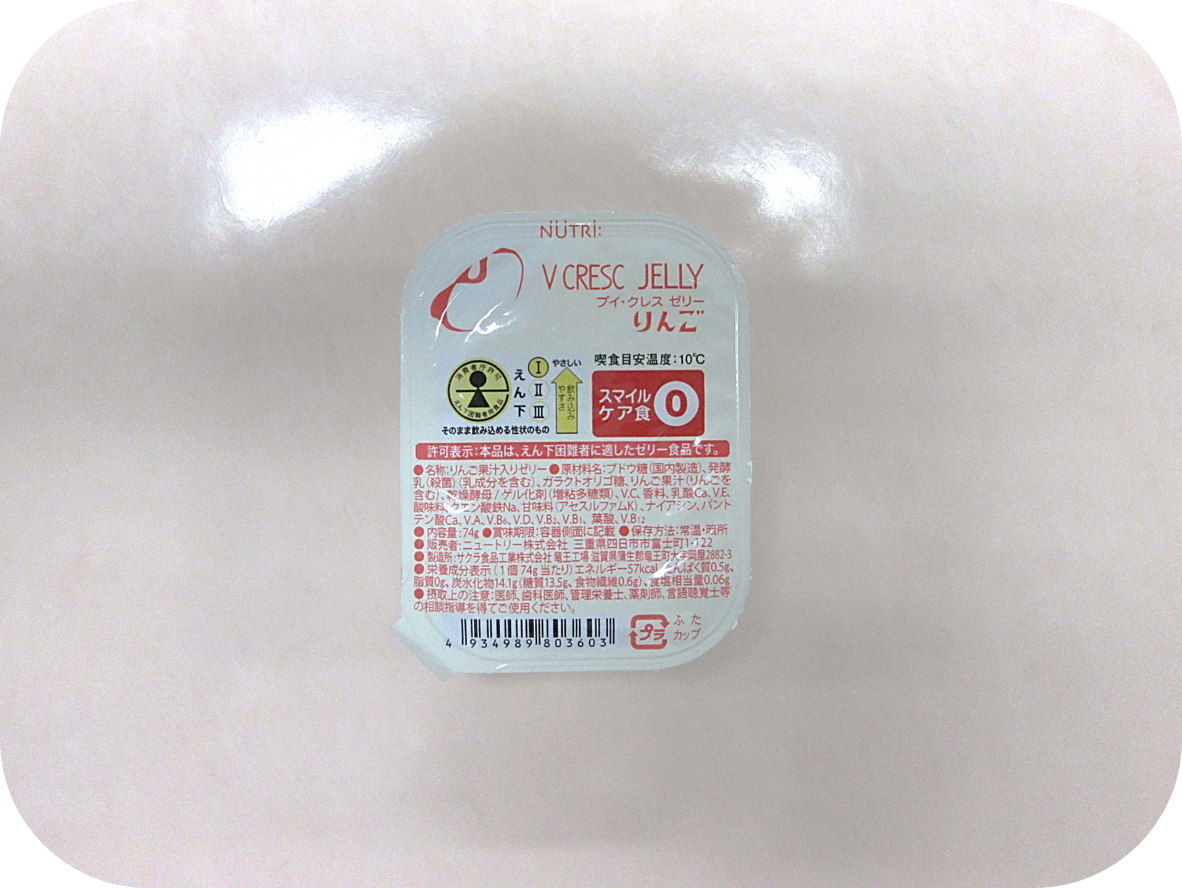 NUTRI:
V CRESC JELLY
ブイ・クレス ゼリー
りんご
喫食目安温度:10℃
消費者庁許可
えん下困難者用食品
えん下
I
II
III
やさしい
飲み込みやすさ
そのまま飲み込める性状のもの
スマイル
ケア食
0
許可表示:本品は、えん下困難者に適したゼリー食品です。
●名称:りんご果汁入りゼリー ●原材料名:ブドウ糖(国内製造)、発酵
乳(殺菌)(乳成分を含む)、ガラクトオリゴ糖、りんご果汁(りんごを
含む)、乾燥酵母/ゲル化剤(増粘多糖類)、V.C、香料、乳酸Ca、V.E、
酸味料、クエン酸鉄Na、甘味料(アセスルファムK)、ナイアシン、パント
テン酸Ca、V.A、V.B₆、V.D、V.B₂、V.B₁、葉酸、V.B₁₂
●内容量:74g ●賞味期限:容器側面に記載 ●保存方法:常温・暗所
●販売者:ニュートリー株式会社 三重県四日市市富士町1-122
●製造所:サクラ食品工業株式会社 竜王工場 滋賀県蒲生郡竜王町大字岡屋2882-3
●栄養成分表示(1個74g当たり)エネルギー57kcal、たんぱく質0.5g、
脂質0g、炭水化物14.1g(糖質13.5g、食物繊維0.6g)、食塩相当量0.06g
●摂取上の注意:医師、歯科医師、管理栄養士、薬剤師、言語聴覚士等
の相談指導を得てご使用ください。
4 934989 803603
プラ
ふた
カップ